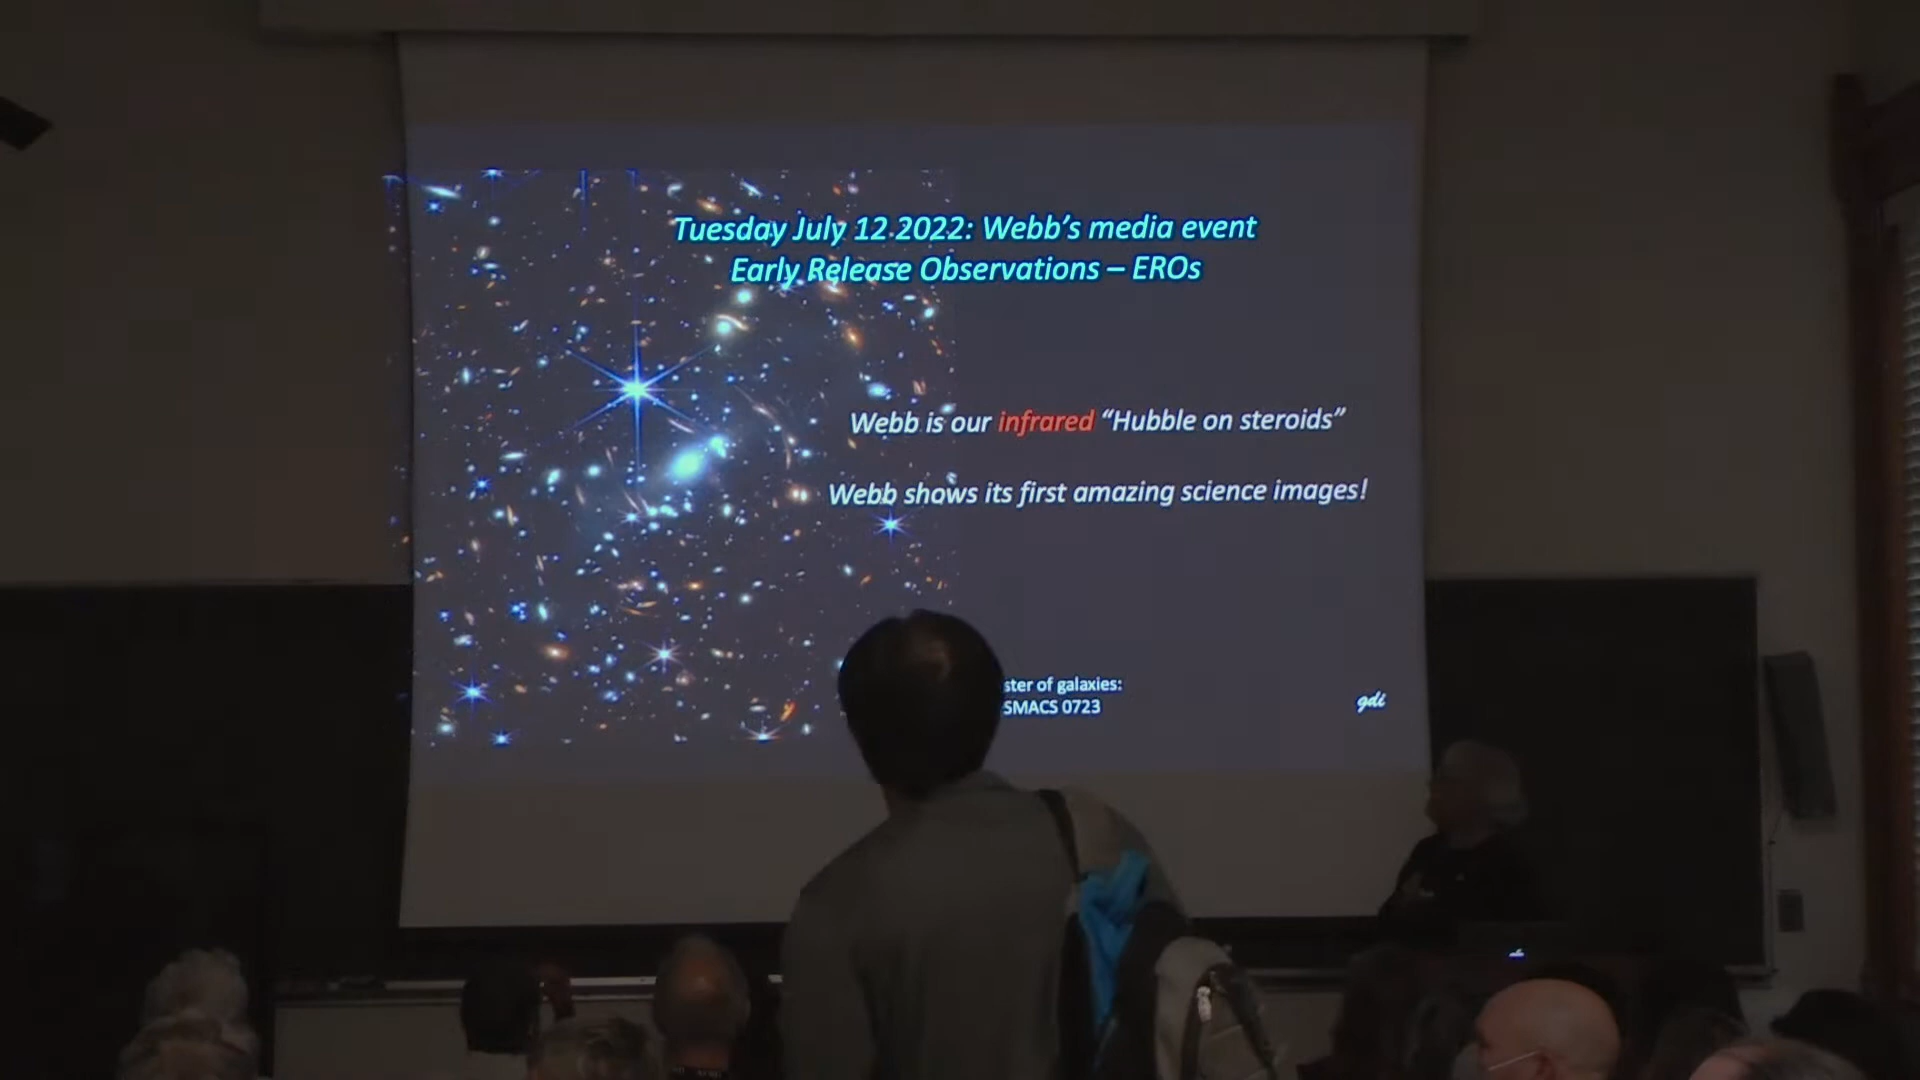 Tuesday July 12 2022: Webb's media event
Early Release Observations – EROs
Webb is our infrared “Hubble on steroids”
Webb shows its first amazing science images!
ster of galaxies:
SMACS 0723
gdi